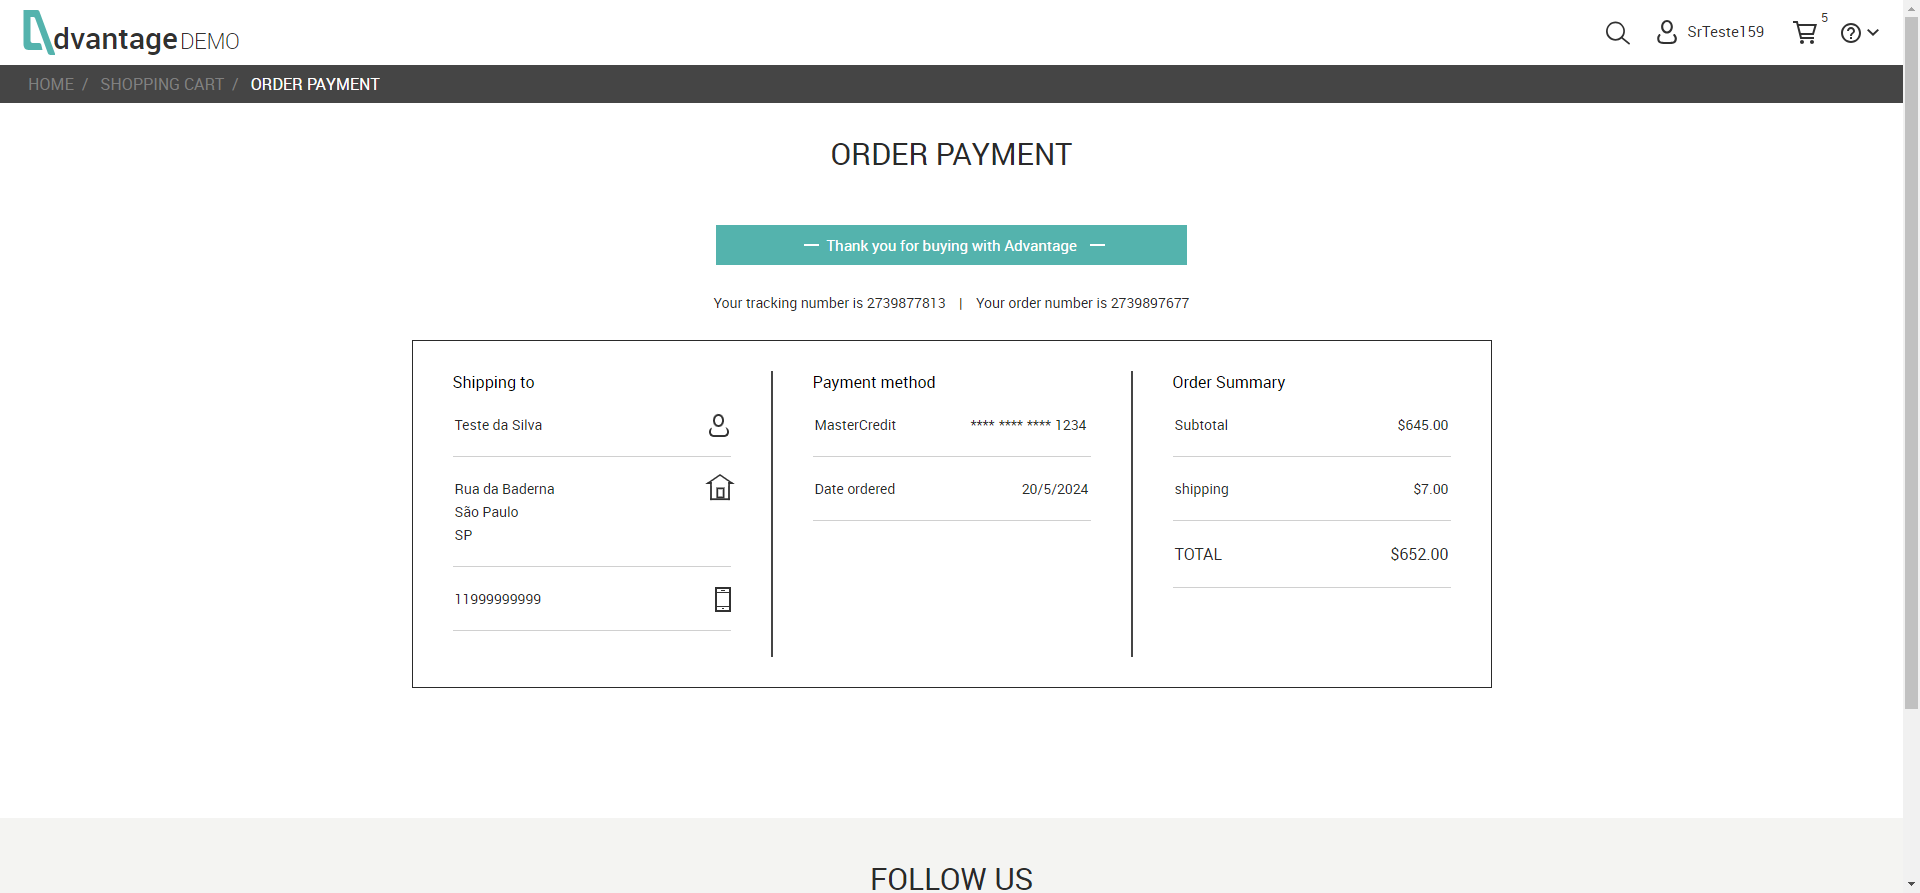 dvantage DEMO
SrTeste159
5
HOME / SHOPPING CART / ORDER PAYMENT
ORDER PAYMENT
— Thank you for buying with Advantage —
Your tracking number is 2739877813 | Your order number is 2739897677
Shipping to
Teste da Silva
Rua da Baderna
São Paulo
SP
11999999999
Payment method
MasterCredit **** **** **** 1234
Date ordered 20/5/2024
Order Summary
Subtotal $645.00
shipping $7.00
TOTAL $652.00
FOLLOW US